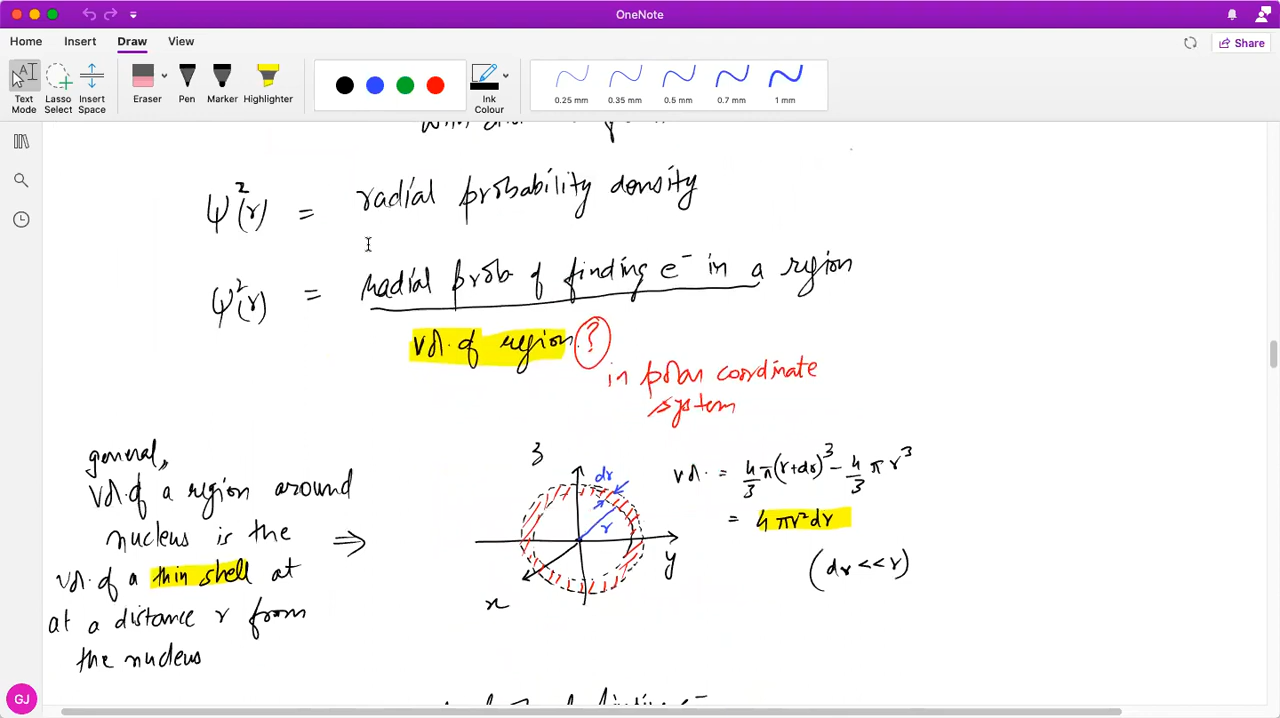 OneNote
Home Insert Draw View
Share
Text Mode
Lasso Select
Insert Space
Eraser
Pen
Marker
Highlighter
Ink Colour
0.25 mm 0.35 mm 0.5 mm 0.7 mm 1 mm
ψ²(r) = radial probability density
ψ²(r) = radial prob of finding e⁻ in a region
vol. of region ?
in polar coordinate
system
general,
vol. of a region around
nucleus is the
vol. of a thin shell at
at a distance r from
the nucleus
⇒
z
dr
r
y
x
vol. = 4/3 π(r+dr)³ − 4/3 π r³
= 4πr²dr
(dr << r)
GJ